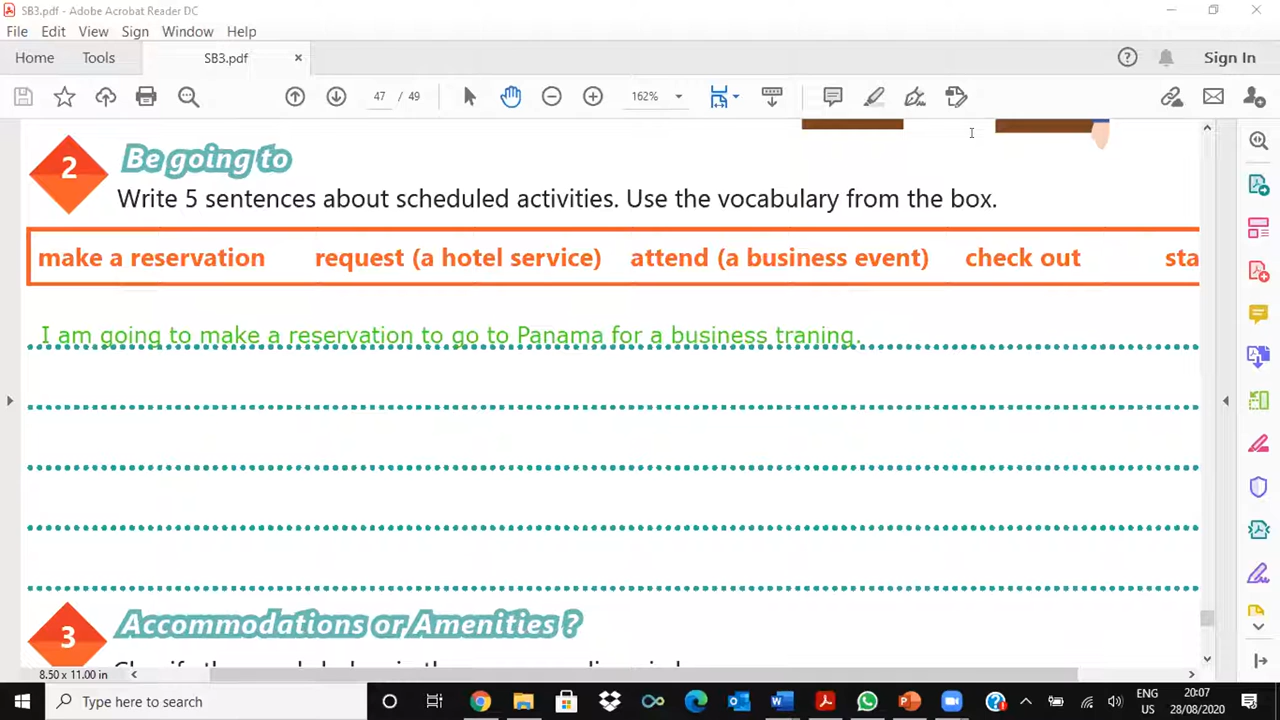 SB3.pdf - Adobe Acrobat Reader DC
File Edit View Sign Window Help
Home Tools SB3.pdf × Sign In
47 / 49 162%
2 Be going to
Write 5 sentences about scheduled activities. Use the vocabulary from the box.
make a reservation request (a hotel service) attend (a business event) check out sta
I am going to make a reservation to go to Panama for a business traning.
3 Accommodations or Amenities ?
8.50 x 11.00 in
Type here to search
ENG 20:07
US 28/08/2020